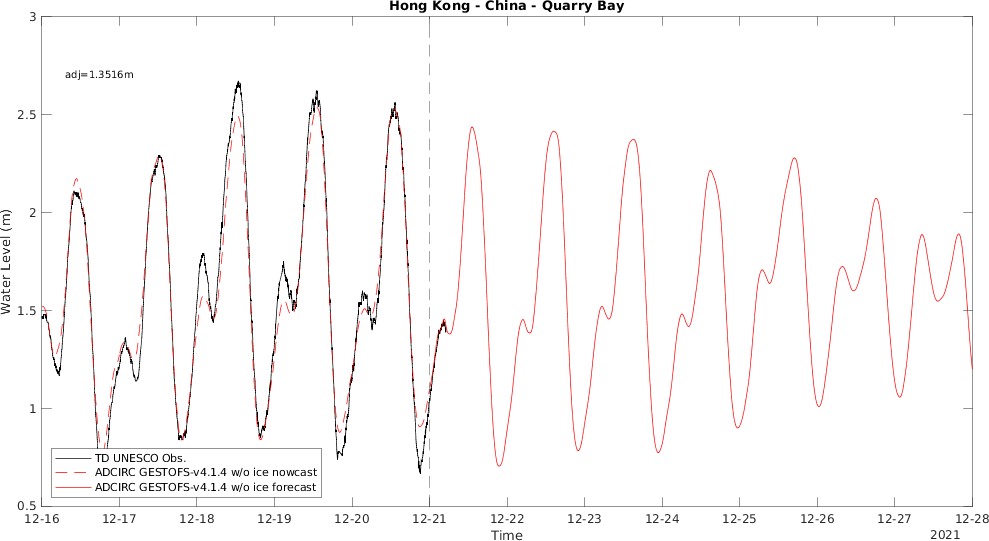 Hong Kong - China - Quarry Bay
adj=1.3516m
Water Level (m)
3
2.5
2
1.5
1
0.5
TD UNESCO Obs.
ADCIRC GESTOFS-v4.1.4 w/o ice nowcast
ADCIRC GESTOFS-v4.1.4 w/o ice forecast
12-16 12-17 12-18 12-19 12-20 12-21 12-22 12-23 12-24 12-25 12-26 12-27 12-28
Time
2021